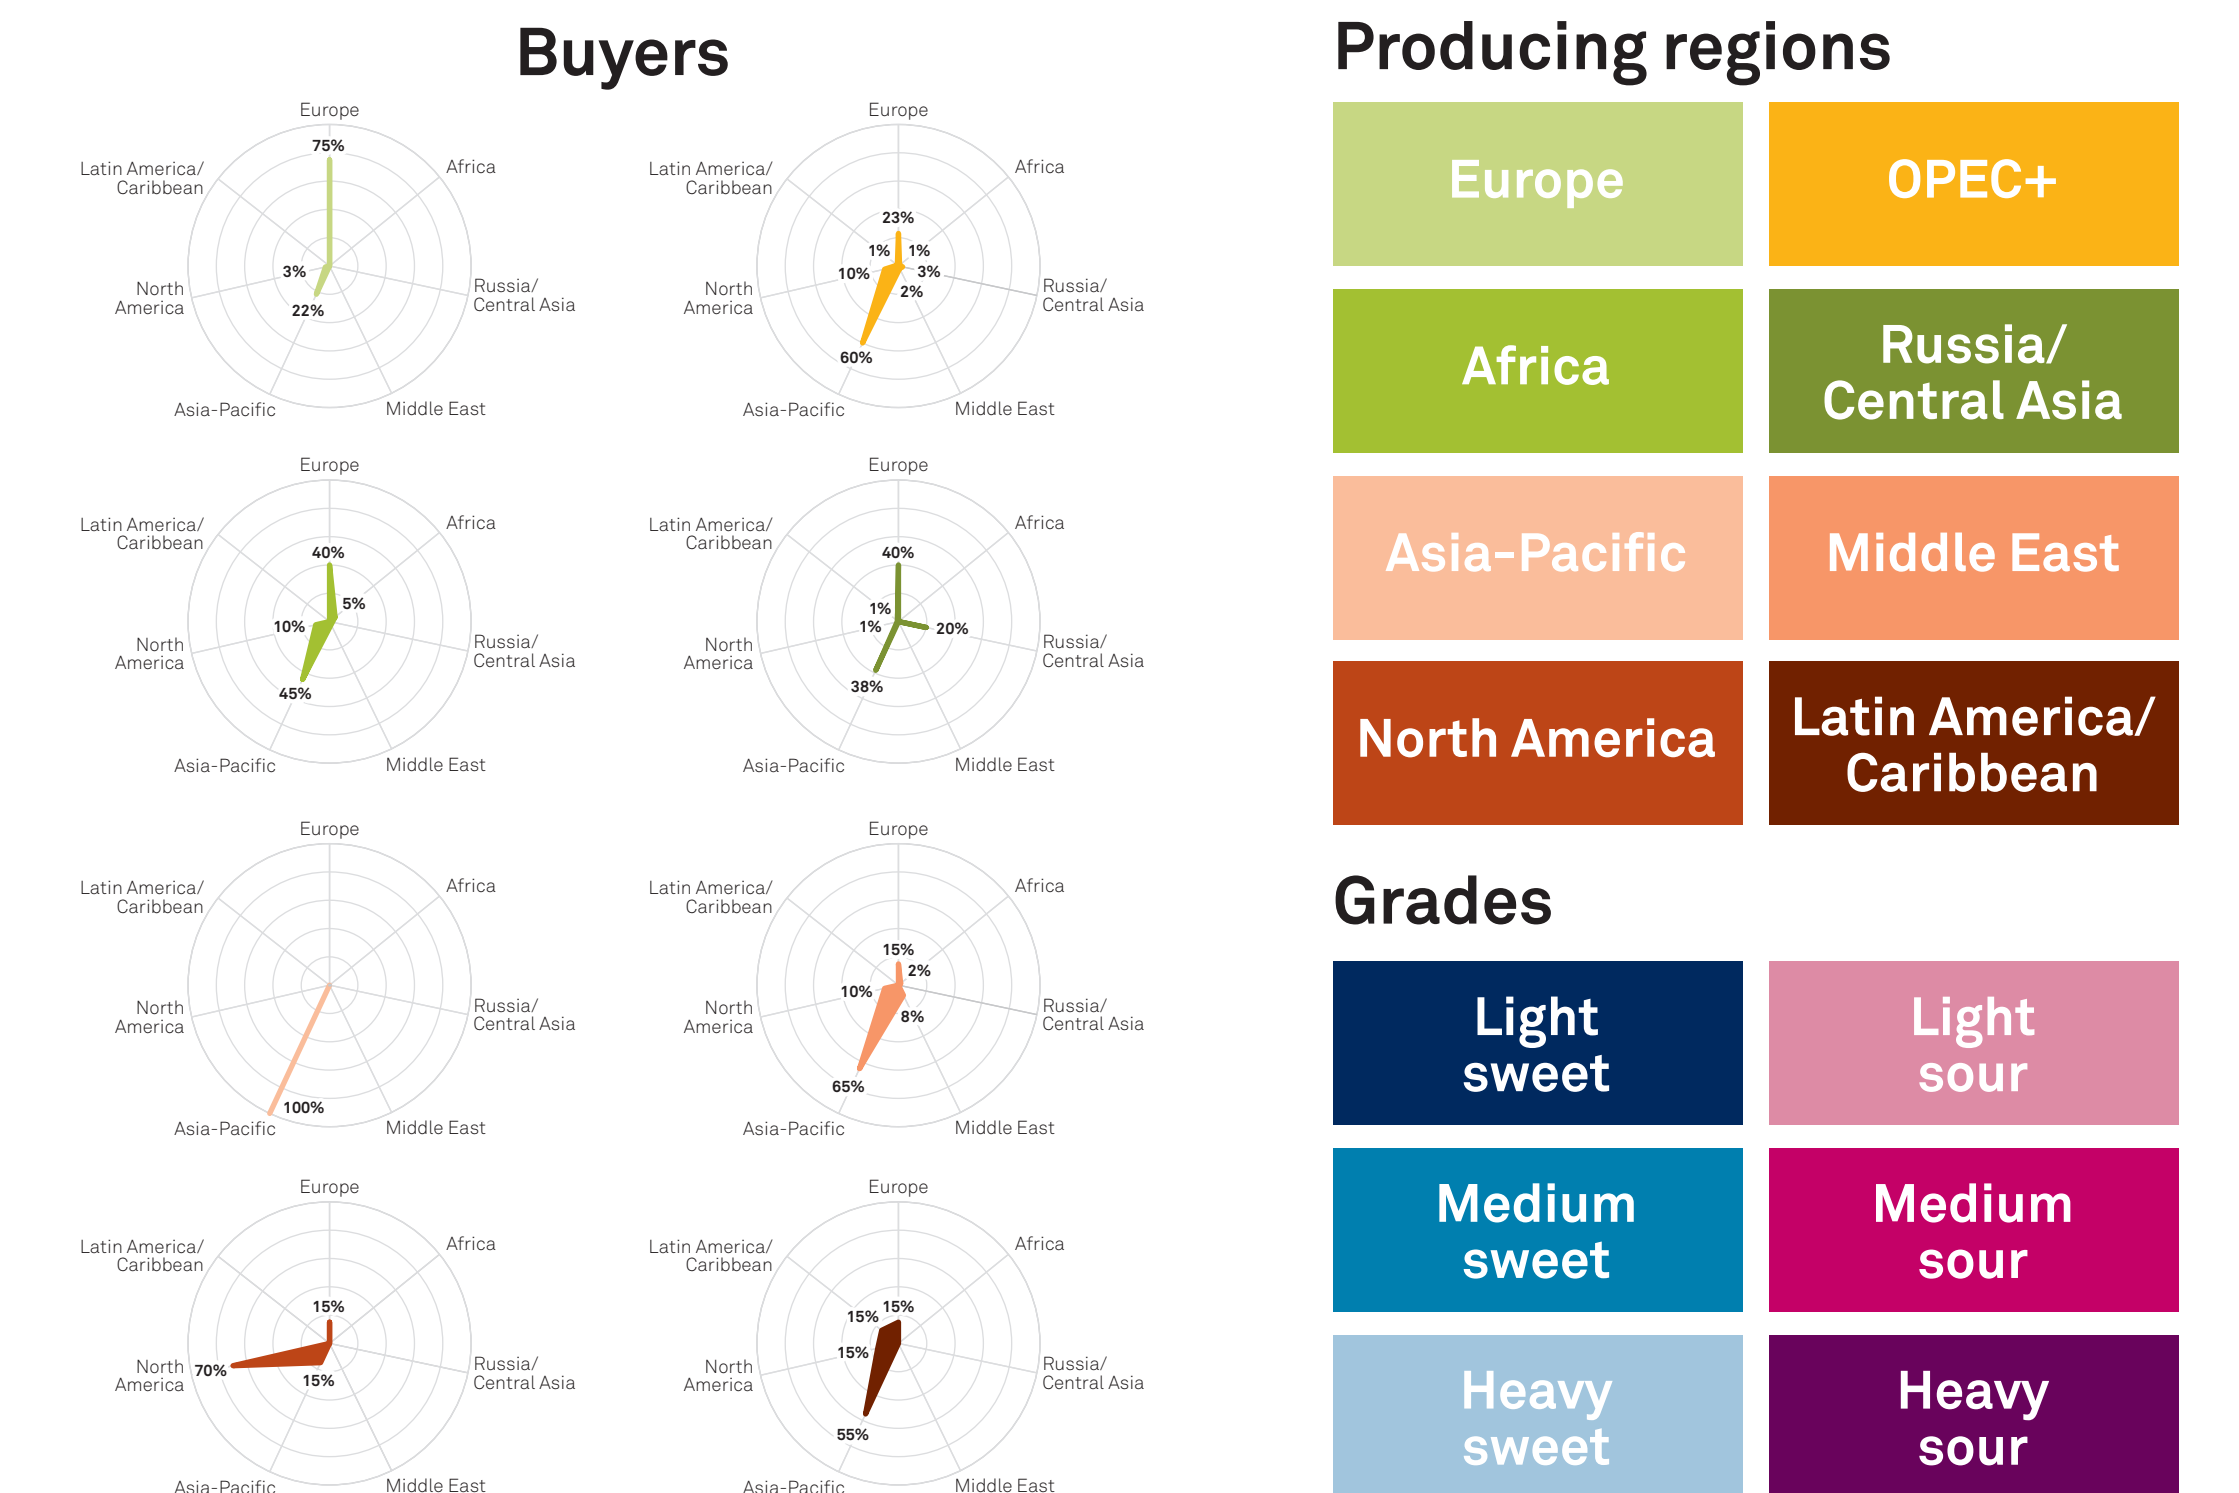 Buyers
Europe
Latin America/
Caribbean
Africa
75%
3%
22%
North
America
Russia/
Central Asia
Asia-Pacific
Middle East
Europe
Latin America/
Caribbean
Africa
23%
1%
1%
10%
3%
2%
60%
North
America
Russia/
Central Asia
Asia-Pacific
Middle East
Europe
Latin America/
Caribbean
Africa
40%
5%
10%
45%
North
America
Russia/
Central Asia
Asia-Pacific
Middle East
Europe
Latin America/
Caribbean
Africa
40%
1%
1%
20%
38%
North
America
Russia/
Central Asia
Asia-Pacific
Middle East
Europe
Latin America/
Caribbean
Africa
North
America
Russia/
Central Asia
100%
Asia-Pacific
Middle East
Europe
Latin America/
Caribbean
Africa
15%
2%
10%
8%
65%
North
America
Russia/
Central Asia
Asia-Pacific
Middle East
Europe
Latin America/
Caribbean
Africa
15%
70%
15%
North
America
Russia/
Central Asia
Asia-Pacific
Middle East
Europe
Latin America/
Caribbean
Africa
15%
15%
15%
55%
North
America
Russia/
Central Asia
Asia-Pacific
Middle East
Producing regions
Europe
OPEC+
Africa
Russia/
Central Asia
Asia-Pacific
Middle East
North America
Latin America/
Caribbean
Grades
Light
sweet
Light
sour
Medium
sweet
Medium
sour
Heavy
sweet
Heavy
sour